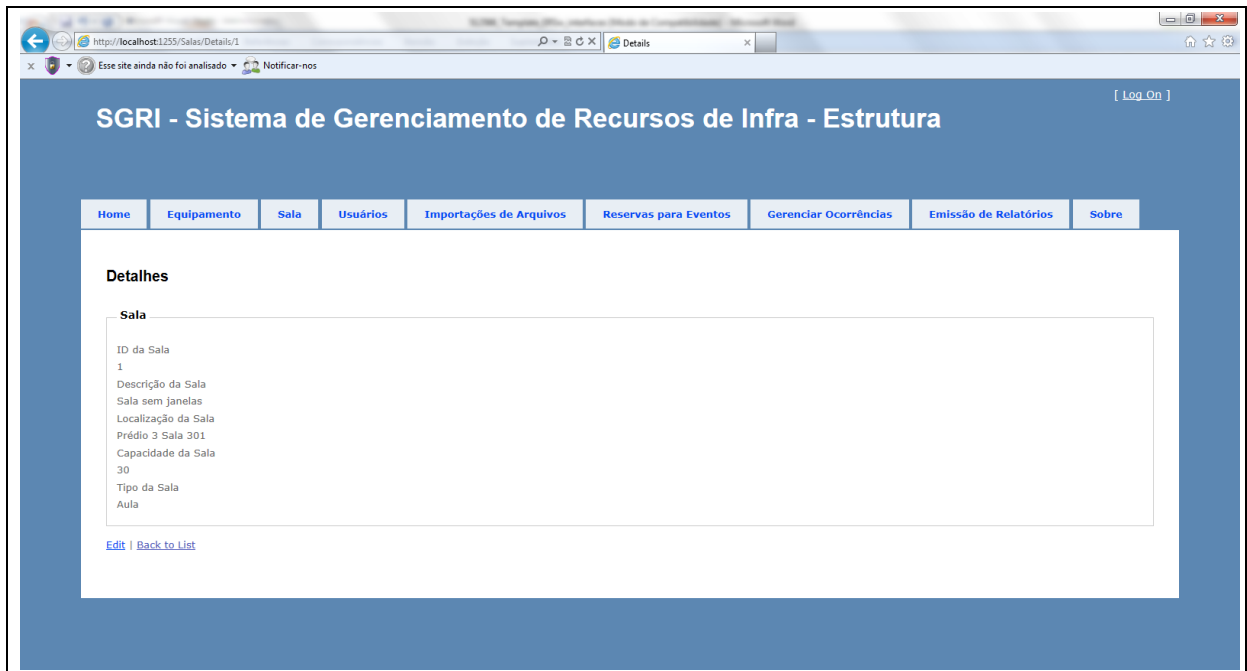 http://localhost:1255/Salas/Details/1
Details
Esse site ainda não foi analisado
Notificar-nos
[ Log On ]
SGRI - Sistema de Gerenciamento de Recursos de Infra - Estrutura
Home Equipamento Sala Usuários Importações de Arquivos Reservas para Eventos Gerenciar Ocorrências Emissão de Relatórios Sobre
Detalhes
Sala
ID da Sala
1
Descrição da Sala
Sala sem janelas
Localização da Sala
Prédio 3 Sala 301
Capacidade da Sala
30
Tipo da Sala
Aula
Edit | Back to List